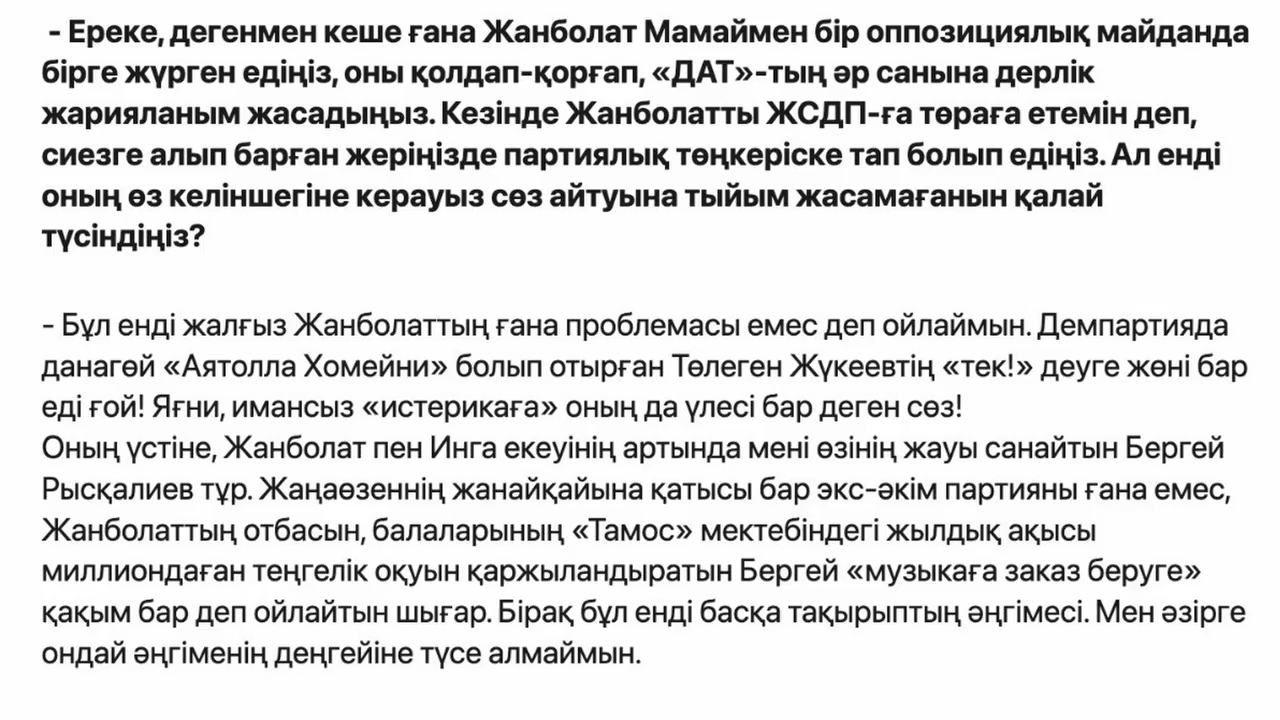 - Ереке, дегенмен кеше ғана Жанболат Мамаймен бір оппозициялық майданда
бірге жүрген едіңіз, оны қолдап-қорғап, «ДАТ»-тың әр санына дерлік
жарияланым жасадыңыз. Кезінде Жанболатты ЖСДП-ға төраға етемін деп,
сиезге алып барған жеріңізде партиялық төңкеріске тап болып едіңіз. Ал енді
оның өз келіншегіне керауыз сөз айтуына тыйым жасамағанын қалай
түсіндіңіз?
- Бұл енді жалғыз Жанболаттың ғана проблемасы емес деп ойлаймын. Демпартияда
данагөй «Аятолла Хомейни» болып отырған Төлеген Жүкеевтің «тек!» деуге жөні бар
еді ғой! Яғни, имансыз «истерикаға» оның да үлесі бар деген сөз!
Оның үстіне, Жанболат пен Инга екеуінің артында мені өзінің жауы санайтын Бергей
Рысқалиев тұр. Жаңаөзеннің жанайқайына қатысы бар экс-әкім партияны ғана емес,
Жанболаттың отбасын, балаларының «Тамос» мектебіндегі жылдық ақысы
миллиондаған теңгелік оқуын қаржыландыратын Бергей «музыкаға заказ беруге»
қақым бар деп ойлайтын шығар. Бірақ бұл енді басқа тақырыптың әңгімесі. Мен әзірге
ондай әңгіменің деңгейіне түсе алмаймын.